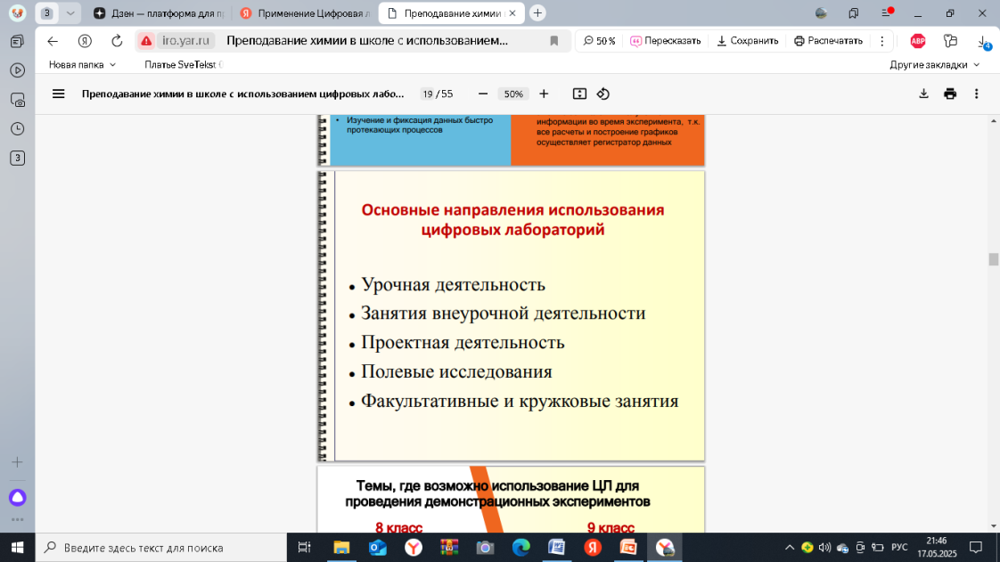 3
Дзен — платформа для п
Применение Цифровая л
Преподавание химии
iro.yar.ru
Преподавание химии в школе с использованием...
50 %
Пересказать
Сохранить
Распечатать
ABP
4
Новая папка
Платье SveTekst
Другие закладки
Преподавание химии в школе с использованием цифровых лабо...
19 / 55
50%
3
• Изучение и фиксация данных быстро
протекающих процессов
информации во время эксперимента, т.к.
все расчеты и построение графиков
осуществляет регистратор данных
Основные направления использования
цифровых лабораторий
• Урочная деятельность
• Занятия внеурочной деятельности
• Проектная деятельность
• Полевые исследования
• Факультативные и кружковые занятия
Темы, где возможно использование ЦЛ для
проведения демонстрационных экспериментов
8 класс
9 класс
Введите здесь текст для поиска
РУС
21:46
17.05.2025